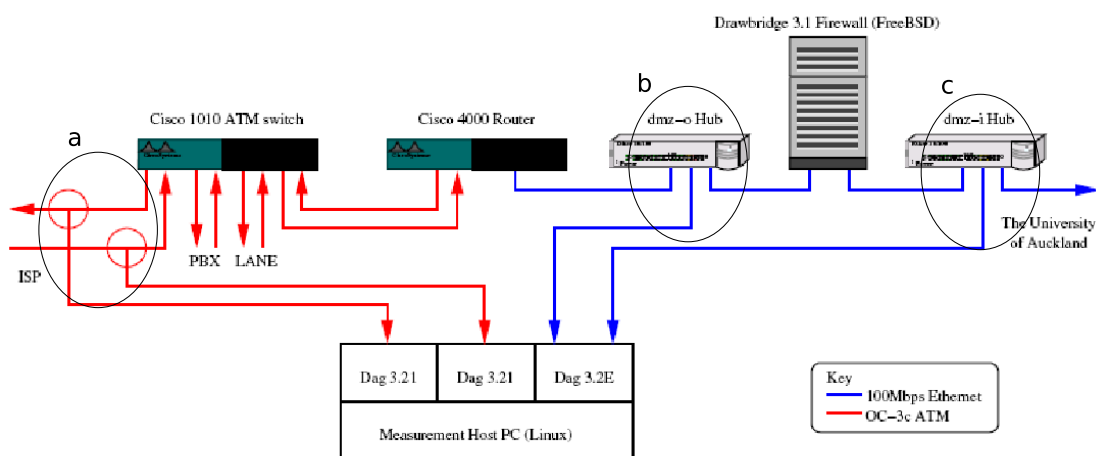 Drawbridge 3.1 Firewall (FreeBSD)
b
c
a
Cisco 1010 ATM switch
Cisco 4000 Router
dmz-o Hub
dmz-i Hub
PBX
LANE
ISP
The University
of Auckland
Dag 3.21
Dag 3.21
Dag 3.2E
Measurement Host PC (Linux)
Key
100Mbps Ethernet
OC-3c ATM